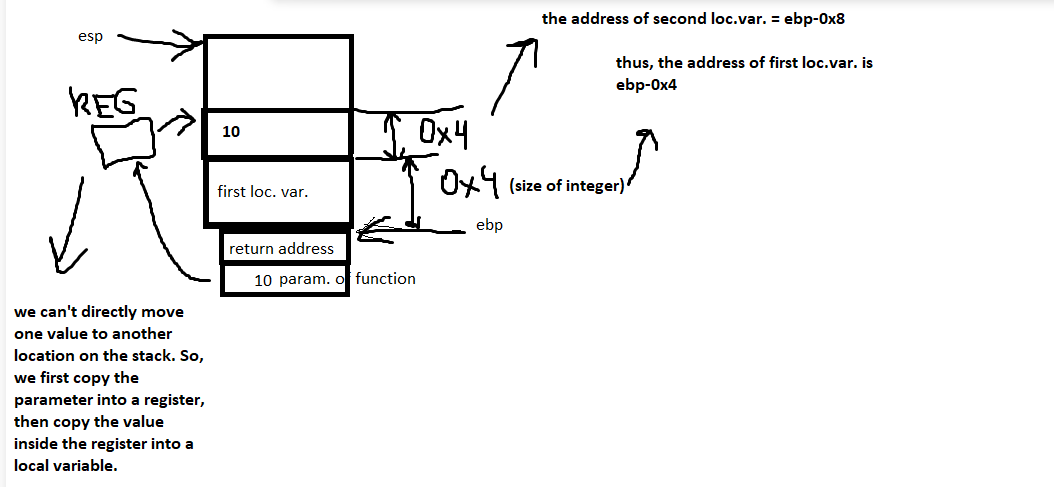 the address of second loc.var. = ebp-0x8
esp
thus, the address of first loc.var. is
ebp-0x4
REG
10
0x4
first loc. var.
0x4 (size of integer)
ebp
return address
10 param. of function
we can't directly move
one value to another
location on the stack. So,
we first copy the
parameter into a register,
then copy the value
inside the register into a
local variable.